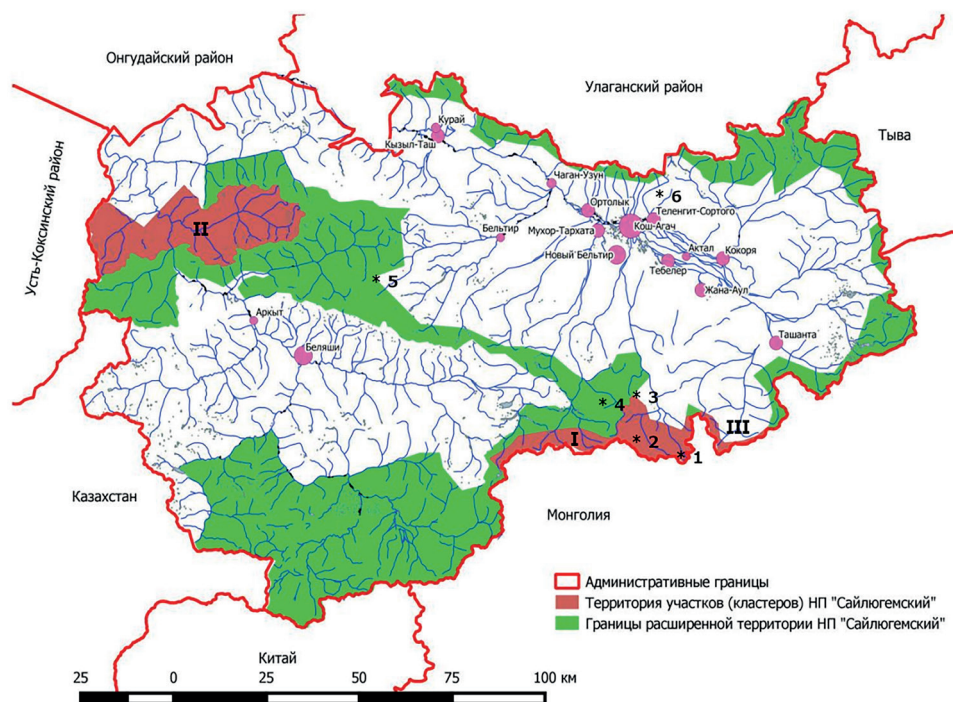 Онгудайский район
Улаганский район
Тыва
Усть-Коксинский район
Курай
Кызыл-Таш
Чаган-Узун
* 6
Ортолык
Теленгит-Сортого
Кош-Агач
II
Бельтир
Мухор-Тархата
Актал
Кокоря
Новый Бельтир
Тебелер
* 5
Жана-Аул
Аркыт
Ташанта
Беляши
* 3
* 4
III
I
* 2
* 1
Казахстан
Монголия
Административные границы
Территория участков (кластеров) НП "Сайлюгемский"
Границы расширенной территории НП "Сайлюгемский"
Китай
25 0 25 50 75 100 км